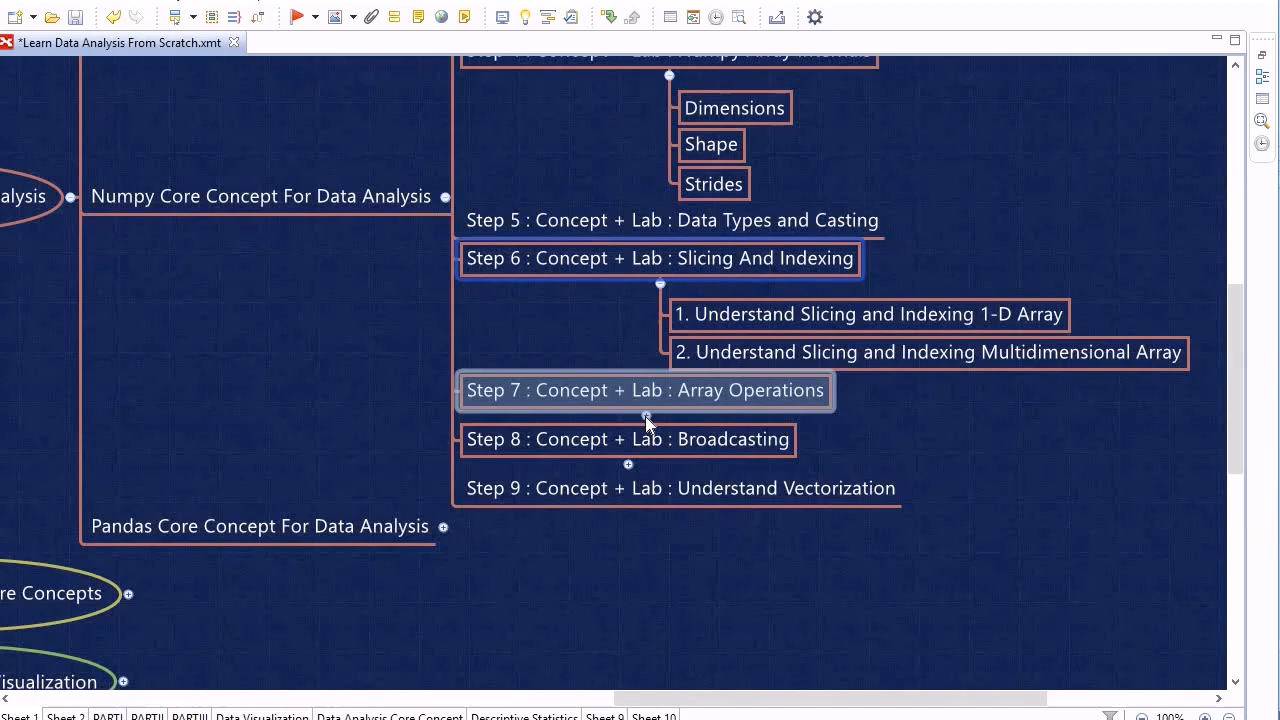 *Learn Data Analysis From Scratch.xmt
Dimensions
Shape
Strides
alysis
Numpy Core Concept For Data Analysis
Step 5 : Concept + Lab : Data Types and Casting
Step 6 : Concept + Lab : Slicing And Indexing
1. Understand Slicing and Indexing 1-D Array
2. Understand Slicing and Indexing Multidimensional Array
Step 7 : Concept + Lab : Array Operations
Step 8 : Concept + Lab : Broadcasting
Step 9 : Concept + Lab : Understand Vectorization
Pandas Core Concept For Data Analysis
re Concepts
isualization
Sheet 1 Sheet 2 PARTI PARTII PARTIII Data Visualization Data Analysis Core Concept Descriptive Statistics Sheet 9 Sheet 10 100%